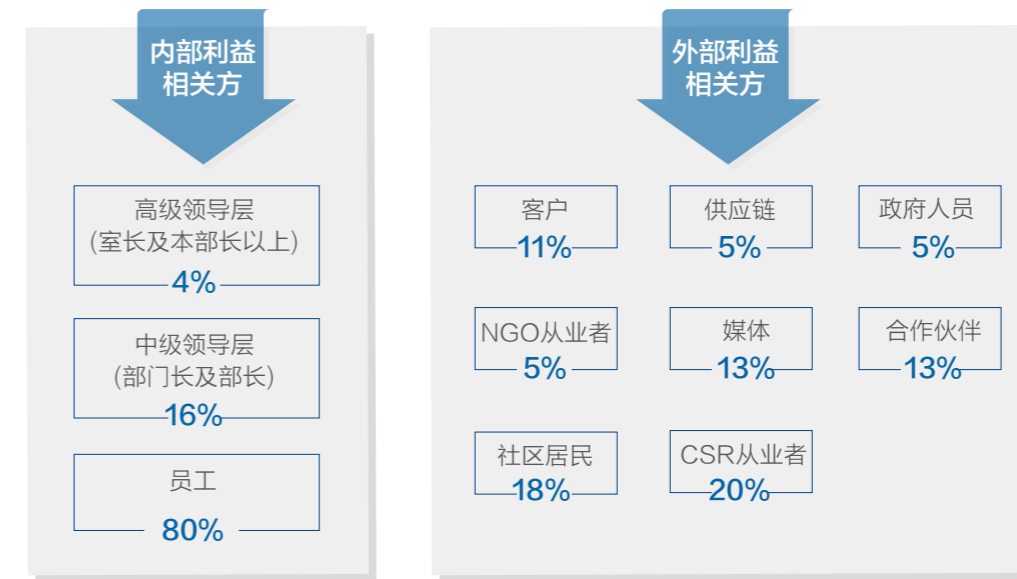 内部利益
相关方
高级领导层
(室长及本部长以上)
4%
中级领导层
(部门长及部长)
16%
员工
80%
外部利益
相关方
客户
11%
供应链
5%
政府人员
5%
NGO从业者
5%
媒体
13%
合作伙伴
13%
社区居民
18%
CSR从业者
20%